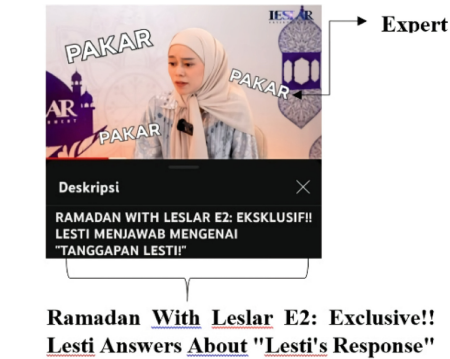 LESLAR
Expert
PAKAR
PAKAR
AR
PAKAR
Deskripsi
RAMADAN WITH LESLAR E2: EKSKLUSIF!!
LESTI MENJAWAB MENGENAI
"TANGGAPAN LESTI!"
Ramadan With Leslar E2: Exclusive!!
Lesti Answers About "Lesti's Response"